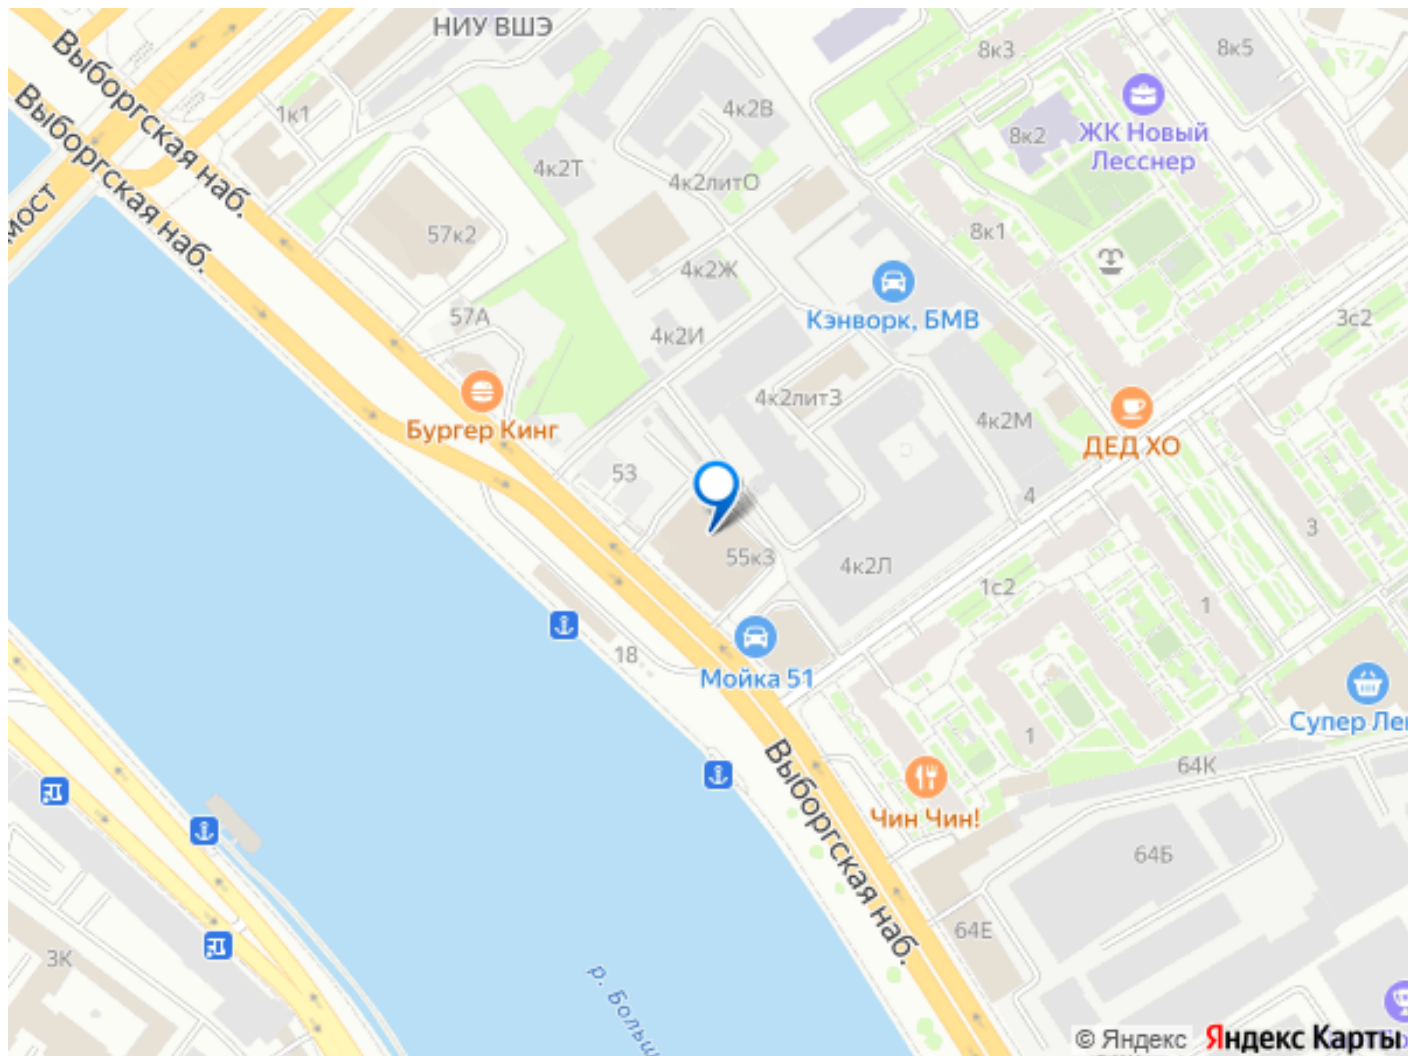 НИУ ВШЭ
8к3
8к5
Выборгская наб.
Выборгская наб.
1к1
4к2В
ЖК Новый
Лесснер
8к2
4к2Т
4к2литО
мост
57к2
8к1
4к2Ж
57А
Кэнворк, БМВ
3с2
4к2И
4к2литЗ
Бургер Кинг
4к2М
ДЕД ХО
53
4
3
55к3
4к2Л
1с2
1
18
Мойка 51
Супер Ле
1
64К
Выборгская наб.
Чин Чин!
64Б
64Е
3К
р. Больш
© Яндекс Яндекс Карты